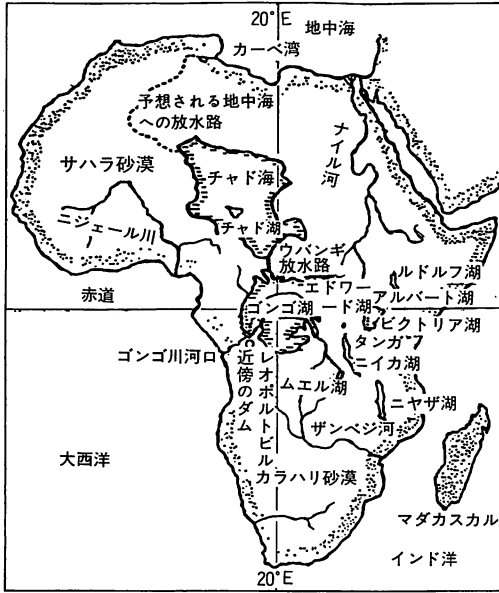 20°E
地中海
カーベ湾
予想される地中海
への放水路
ナイル河
サハラ砂漠
チャド海
チャド湖
ニジェール川
ウバンギ
放水路
ルドルフ湖
エドワー
ード湖
アルバート湖
赤道
コンゴ湖
ビクトリア湖
タンガ
ニイカ湖
コンゴ川河口
レオポルトビル
近傍のダム
ムエル湖
ニヤザ湖
ザンベジ河
大西洋
カラハリ砂漠
マダカスカル
インド洋
20°E